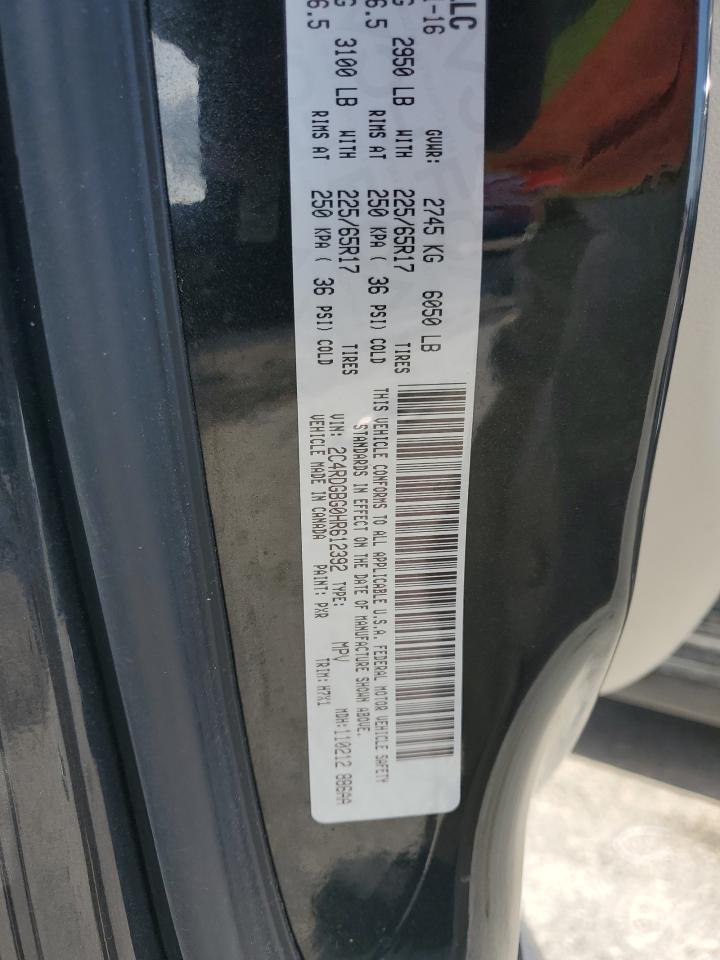 LLC
1-16 GVWR: 2745 KG 6050 LB
G 2950 LB WITH 225/65R17 TIRES
6.5 RIMS AT 250 KPA ( 36 PSI) COLD
G 3100 LB WITH 225/65R17 TIRES
6.5 RIMS AT 250 KPA ( 36 PSI) COLD
THIS VEHICLE CONFORMS TO ALL APPLICABLE U.S.A. FEDERAL MOTOR VEHICLE SAFETY
STANDARDS IN EFFECT ON THE DATE OF MANUFACTURE SHOWN ABOVE.
VIN: 2C4RDGBG0HR612392 TYPE: MPV MDH:110212 886AA
VEHICLE MADE IN CANADA PAINT: PXR TRIM: H7X1